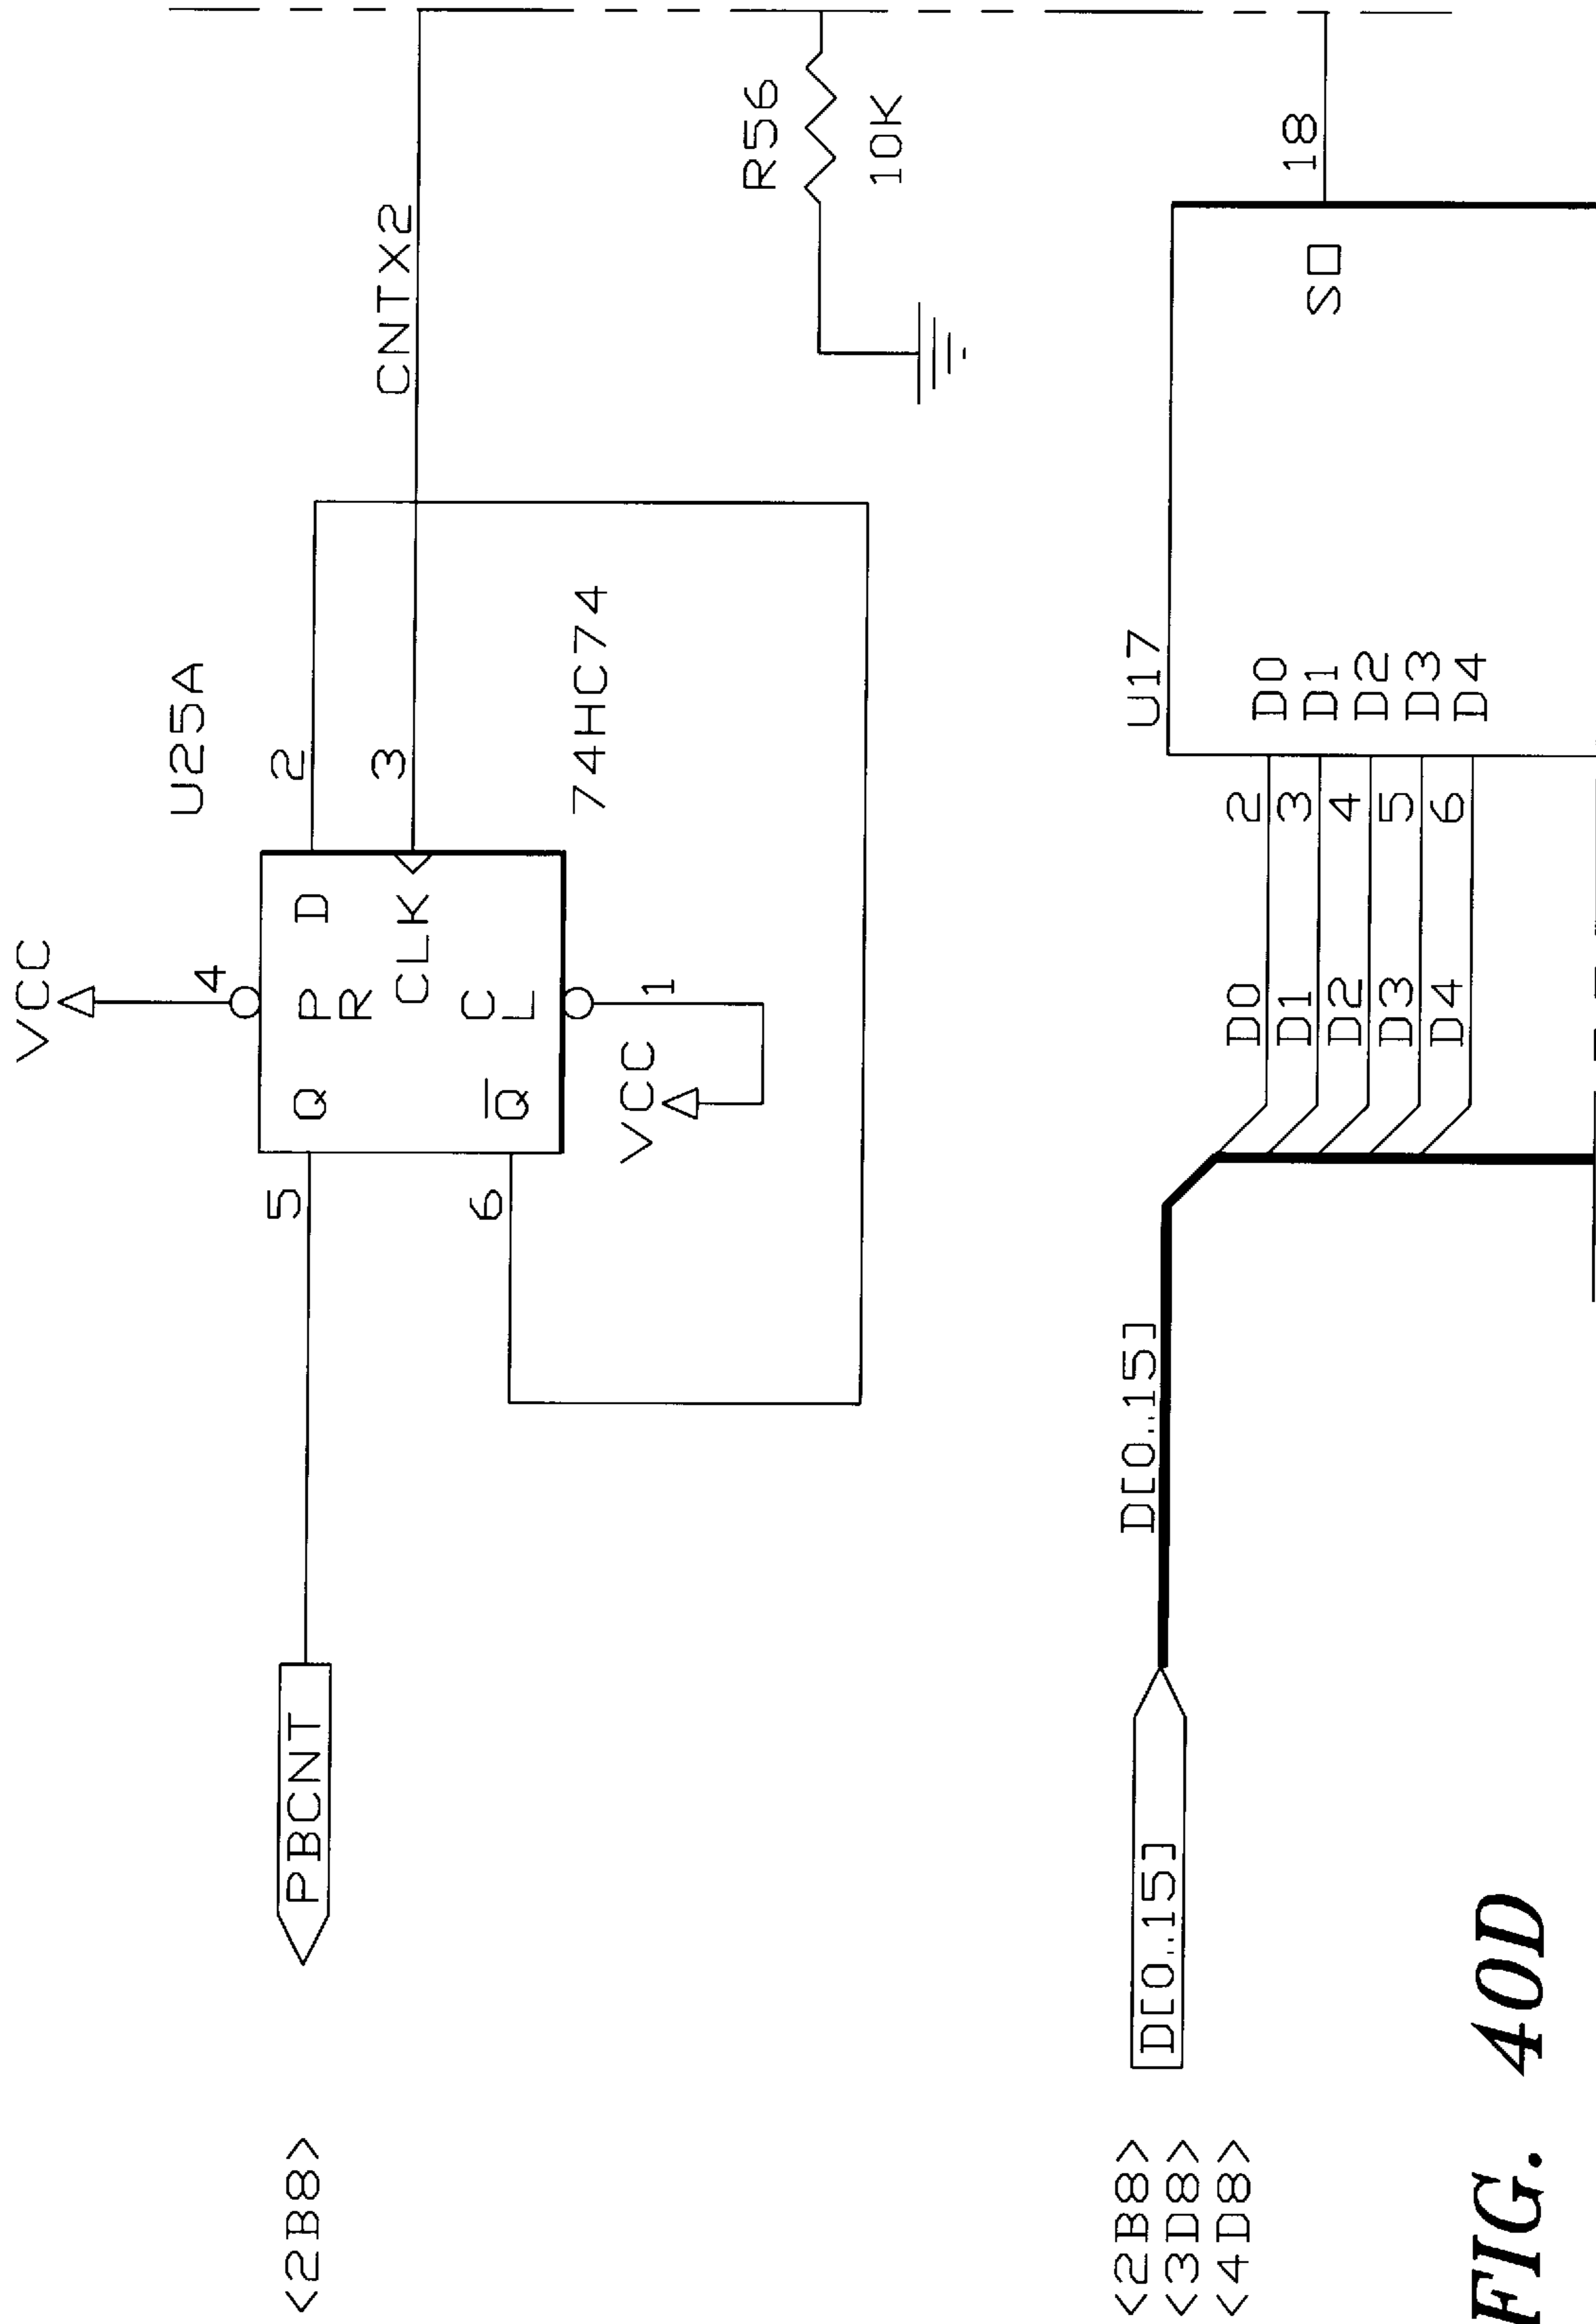 <2B8>
PBCNT
5
Q
6
Q
VCC
4
P
R
C
L
1
VCC
D
CLK
2
3
U25A
74HC74
CNTX2
R56
10K
<2B8>
<3D8>
<4D8>
D[0..15]
D[0..15]
D0
D1
D2
D3
D4
2
3
4
5
6
U17
D0
D1
D2
D3
D4
SO
18
FIG. 40D